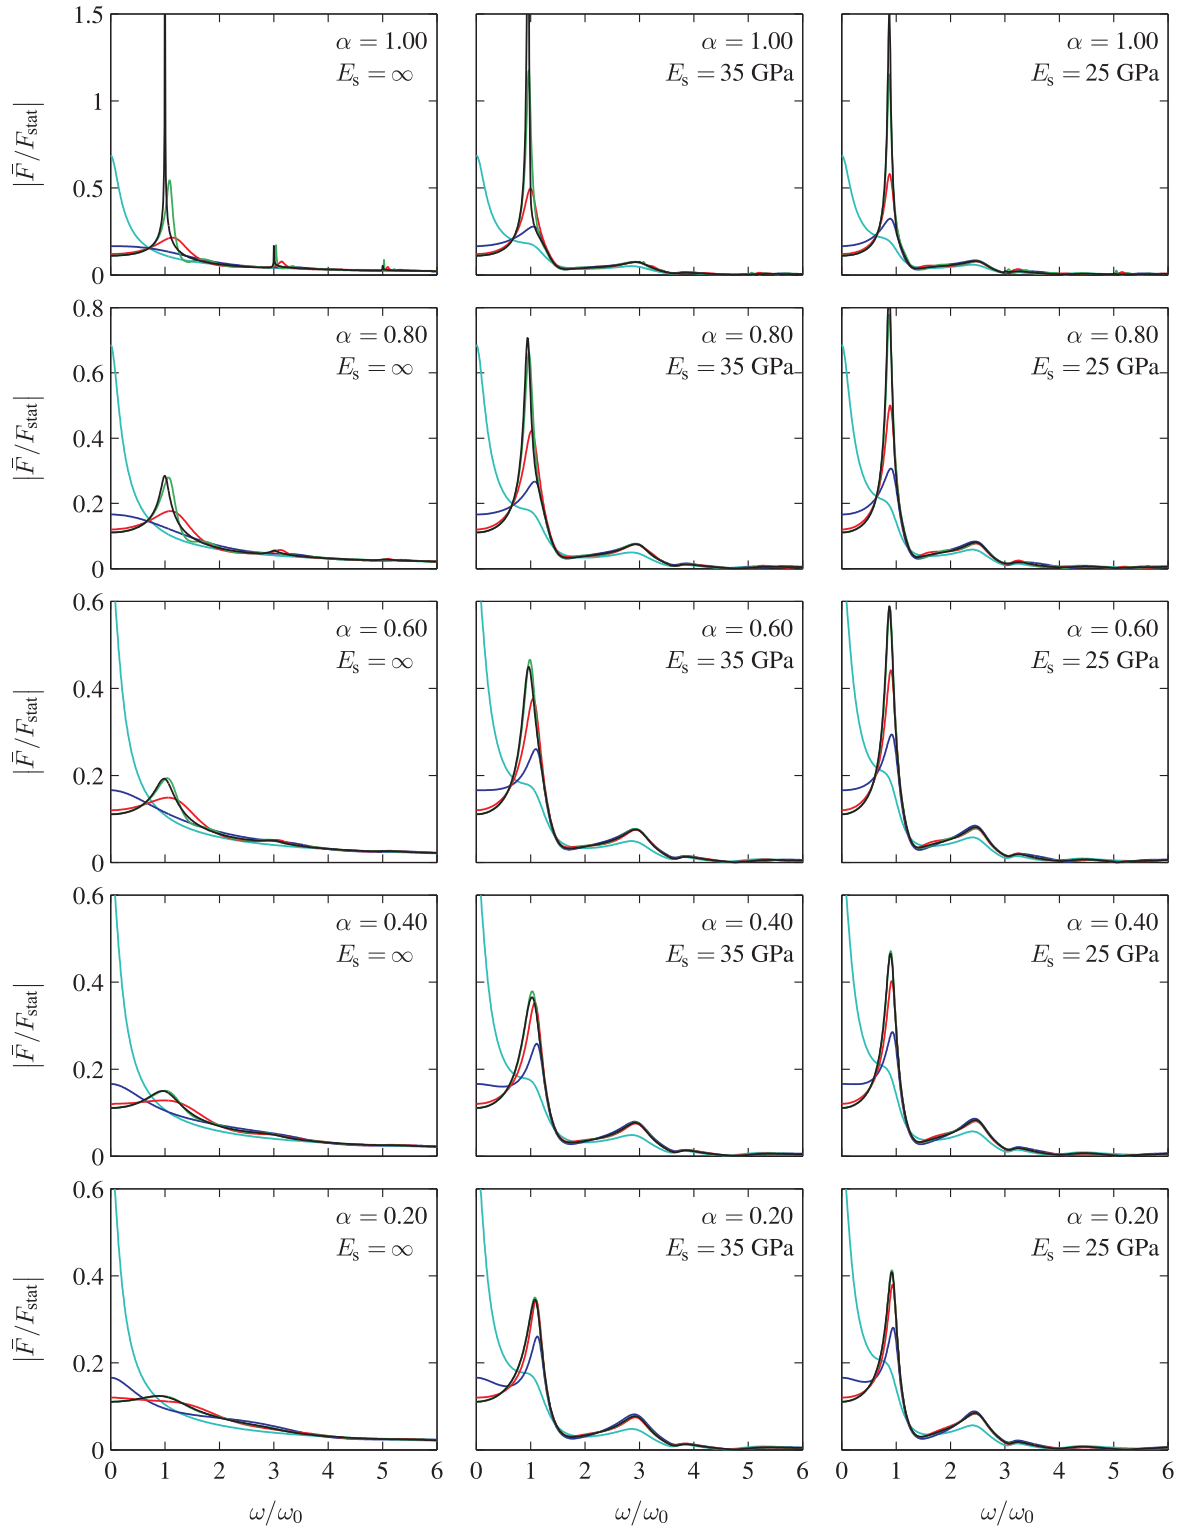 1.5
1
0.5
0
|F̄/F_stat|
α = 1.00
E_s = ∞
α = 1.00
E_s = 35 GPa
α = 1.00
E_s = 25 GPa
0.8
0.6
0.4
0.2
0
|F̄/F_stat|
α = 0.80
E_s = ∞
α = 0.80
E_s = 35 GPa
α = 0.80
E_s = 25 GPa
0.6
0.4
0.2
0
|F̄/F_stat|
α = 0.60
E_s = ∞
α = 0.60
E_s = 35 GPa
α = 0.60
E_s = 25 GPa
0.6
0.4
0.2
0
|F̄/F_stat|
α = 0.40
E_s = ∞
α = 0.40
E_s = 35 GPa
α = 0.40
E_s = 25 GPa
0.6
0.4
0.2
0
|F̄/F_stat|
α = 0.20
E_s = ∞
α = 0.20
E_s = 35 GPa
α = 0.20
E_s = 25 GPa
0 1 2 3 4 5 6
0 1 2 3 4 5 6
0 1 2 3 4 5 6
ω/ω₀
ω/ω₀
ω/ω₀